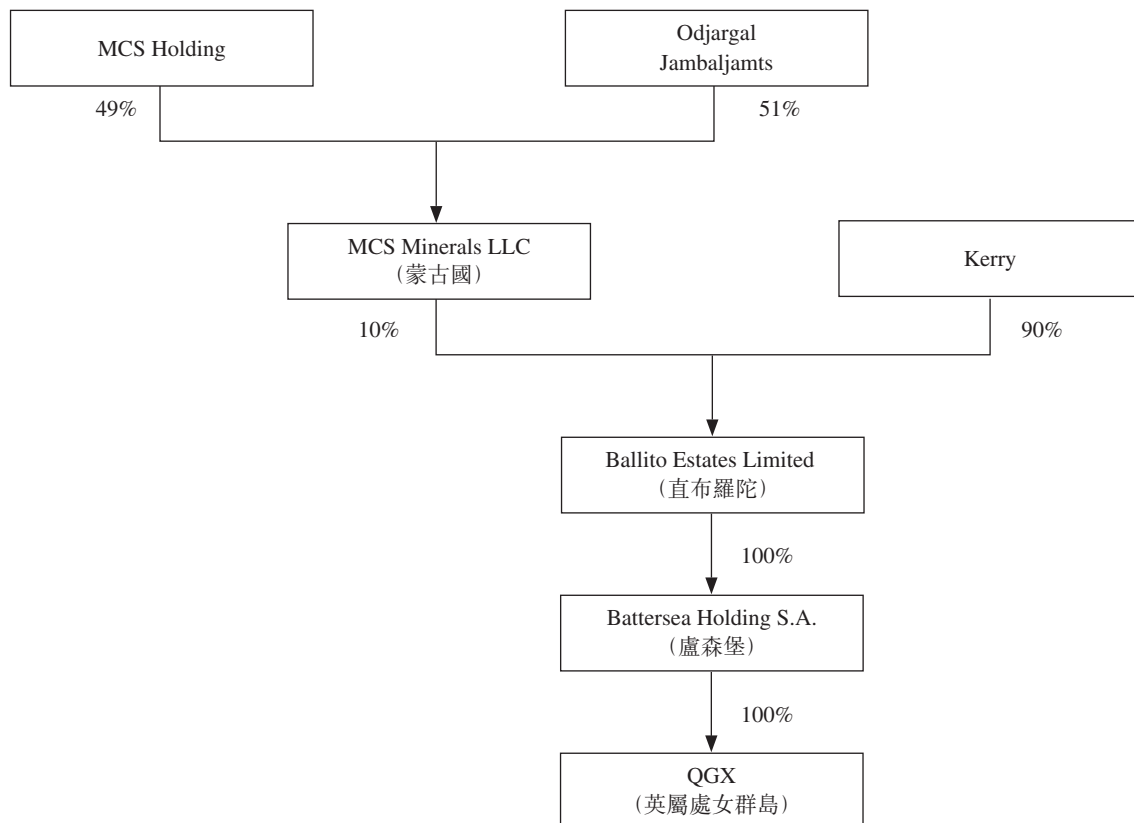 MCS Holding
Odjargal
Jambaljamts
49%
51%
MCS Minerals LLC
（蒙古國）
Kerry
10%
90%
Ballito Estates Limited
（直布羅陀）
100%
Battersea Holding S.A.
（盧森堡）
100%
QGX
（英屬處女群島）